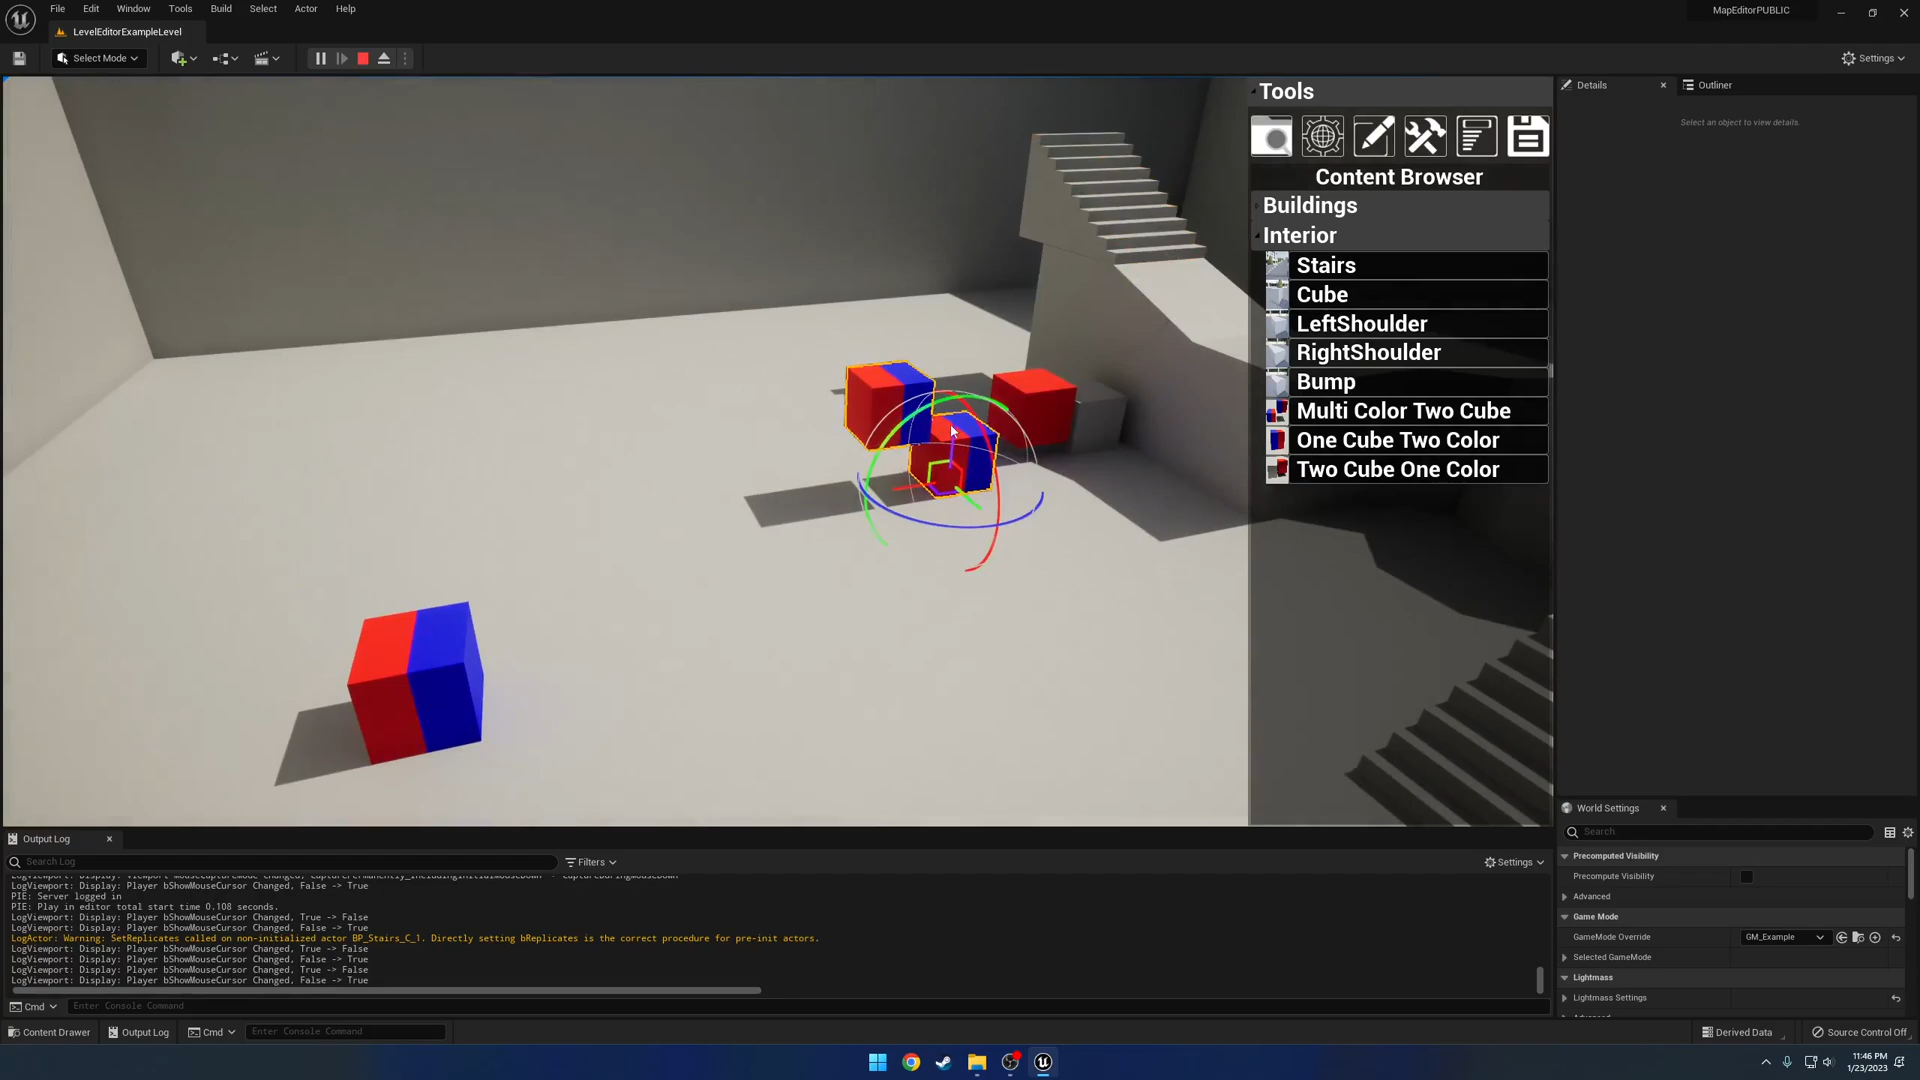 File Edit Window Tools Build Select Actor Help
MapEditorPUBLIC
LevelEditorExampleLevel
Select Mode
Settings
Tools
Content Browser
Buildings
Interior
Stairs
Cube
LeftShoulder
RightShoulder
Bump
Multi Color Two Cube
One Cube Two Color
Two Cube One Color
Details
Outliner
Select an object to view details.
World Settings
Search
Precomputed Visibility
Precompute Visibility
Advanced
Game Mode
GameMode Override
GM_Example
Selected GameMode
Lightmass
Lightmass Settings
Output Log
Search Log
Filters
Settings
LogViewport: Display: Player bShowMouseCursor Changed, False -> True
PIE: Server logged in
PIE: Play in editor total start time 0.108 seconds.
LogViewport: Display: Player bShowMouseCursor Changed, True -> False
LogViewport: Display: Player bShowMouseCursor Changed, False -> True
LogActor: Warning: SetReplicates called on non-initialized actor BP_Stairs_C_1. Directly setting bReplicates is the correct procedure for pre-init actors.
LogViewport: Display: Player bShowMouseCursor Changed, True -> False
LogViewport: Display: Player bShowMouseCursor Changed, False -> True
LogViewport: Display: Player bShowMouseCursor Changed, True -> False
LogViewport: Display: Player bShowMouseCursor Changed, False -> True
Cmd
Enter Console Command
Content Drawer
Output Log
Cmd
Enter Console Command
Derived Data
Source Control Off
11:46 PM
1/23/2023